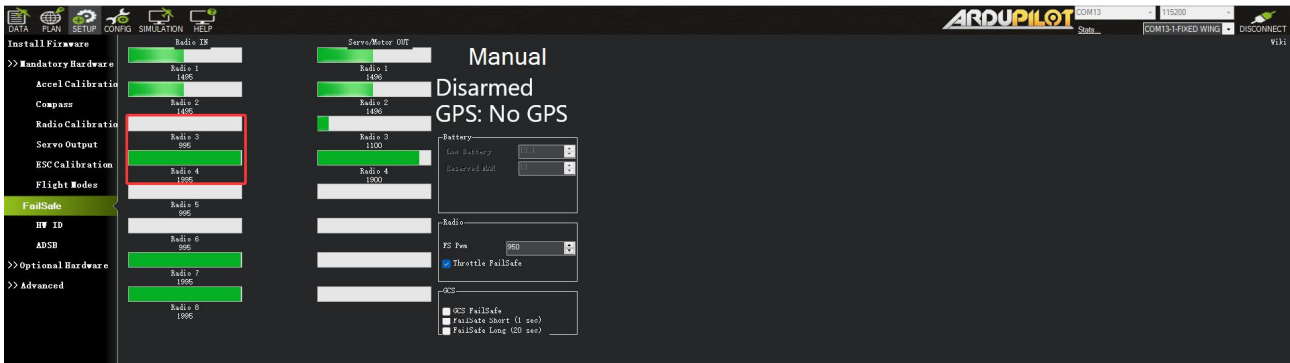 DATA PLAN SETUP CONFIG SIMULATION HELP
ARDUPILOT
COM13 115200
Stats... COM13-1-FIXED WING DISCONNECT
Wiki
Install Firmware
>> Mandatory Hardware
Accel Calibratio
Compass
Radio Calibratio
Servo Output
ESC Calibration
Flight Modes
FailSafe
HW ID
ADSB
>> Optional Hardware
>> Advanced
Radio IN
Radio 1
1495
Radio 2
1495
Radio 3
995
Radio 4
1995
Radio 5
995
Radio 6
995
Radio 7
1995
Radio 8
1995
Servo/Motor OUT
Radio 1
1496
Radio 2
1496
Radio 3
1100
Radio 4
1900
Manual
Disarmed
GPS: No GPS
Battery
Low Battery 13.1
Reserved MAH 13
Radio
FS Pwm 950
Throttle FailSafe
GCS
GCS FailSafe
FailSafe Short (1 sec)
FailSafe Long (20 sec)